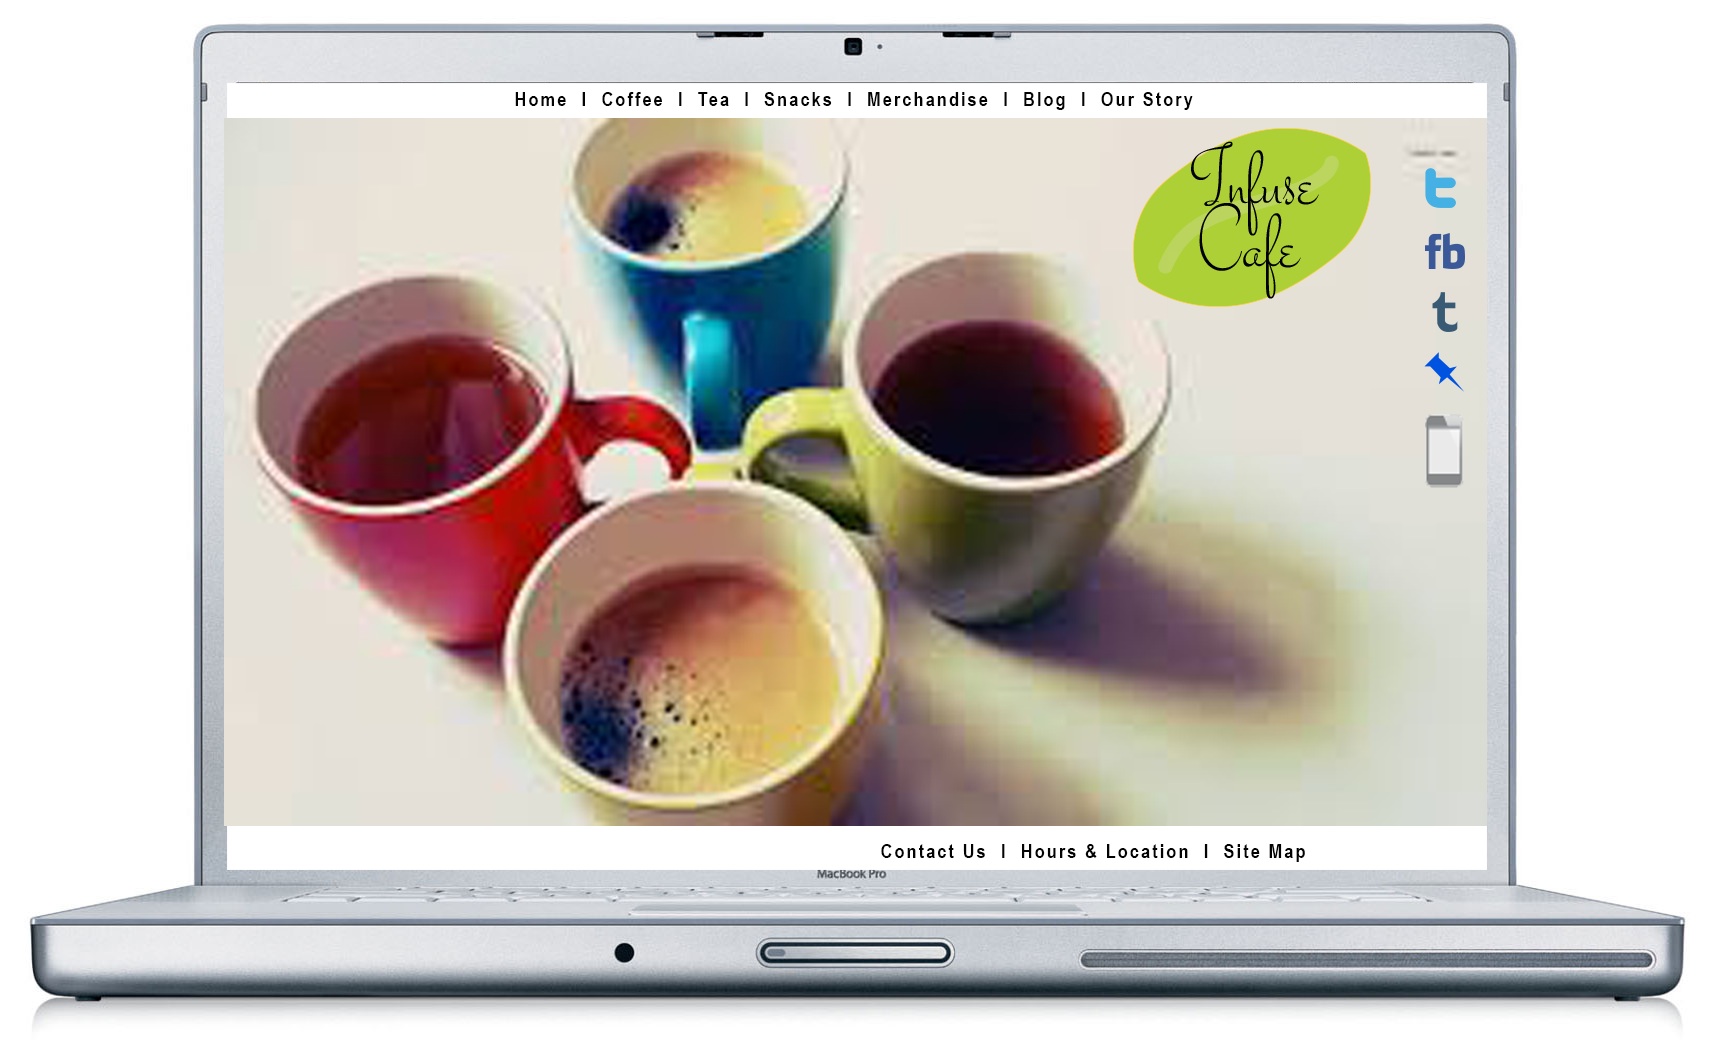 Home I Coffee I Tea I Snacks I Merchandise I Blog I Our Story
Infuse
Cafe
t
fb
t
Contact Us I Hours & Location I Site Map
MacBook Pro